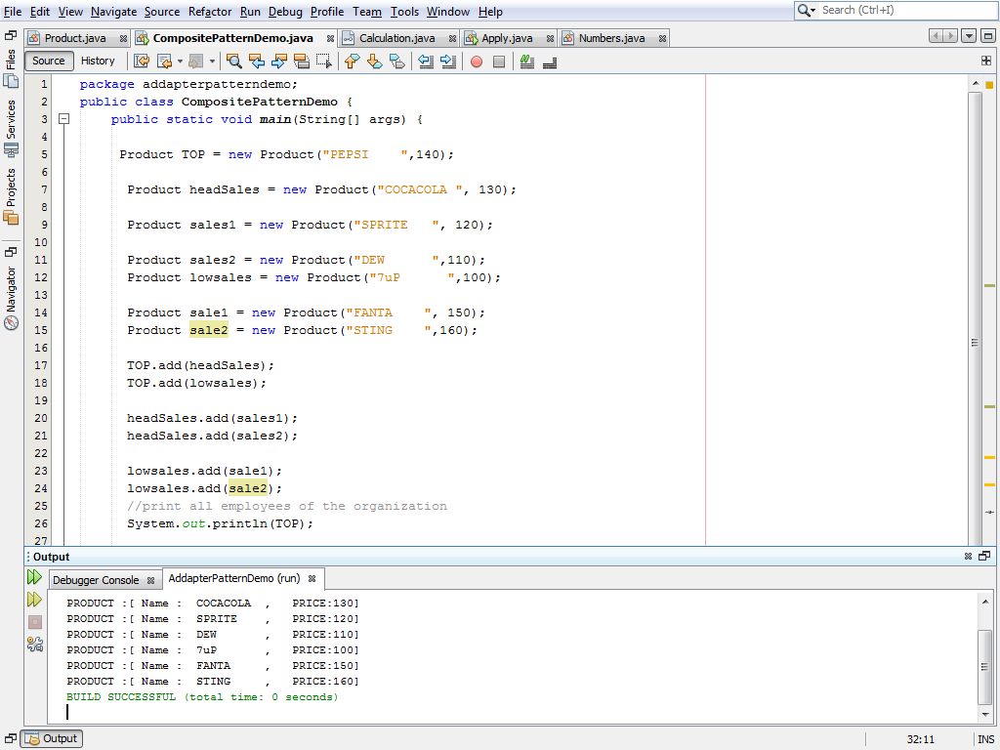 File Edit View Navigate Source Refactor Run Debug Profile Team Tools Window Help
Search (Ctrl+I)
Product.java CompositePatternDemo.java Calculation.java Apply.java Numbers.java
Source History
Files
Services
Projects
Navigator
1 package addapterpatterndemo;
2 public class CompositePatternDemo {
3 public static void main(String[] args) {
4
5 Product TOP = new Product("PEPSI    ",140);
6
7 Product headSales = new Product("COCACOLA ", 130);
8
9 Product sales1 = new Product("SPRITE   ", 120);
10
11 Product sales2 = new Product("DEW      ",110);
12 Product lowsales = new Product("7uP      ",100);
13
14 Product sale1 = new Product("FANTA    ", 150);
15 Product sale2 = new Product("STING    ",160);
16
17 TOP.add(headSales);
18 TOP.add(lowsales);
19
20 headSales.add(sales1);
21 headSales.add(sales2);
22
23 lowsales.add(sale1);
24 lowsales.add(sale2);
25 //print all employees of the organization
26 System.out.println(TOP);
27
Output
Debugger Console AddapterPatternDemo (run)
PRODUCT :[ Name :  COCACOLA  ,   PRICE:130]
PRODUCT :[ Name :  SPRITE    ,   PRICE:120]
PRODUCT :[ Name :  DEW       ,   PRICE:110]
PRODUCT :[ Name :  7uP       ,   PRICE:100]
PRODUCT :[ Name :  FANTA     ,   PRICE:150]
PRODUCT :[ Name :  STING     ,   PRICE:160]
BUILD SUCCESSFUL (total time: 0 seconds)
Output
32:11 INS